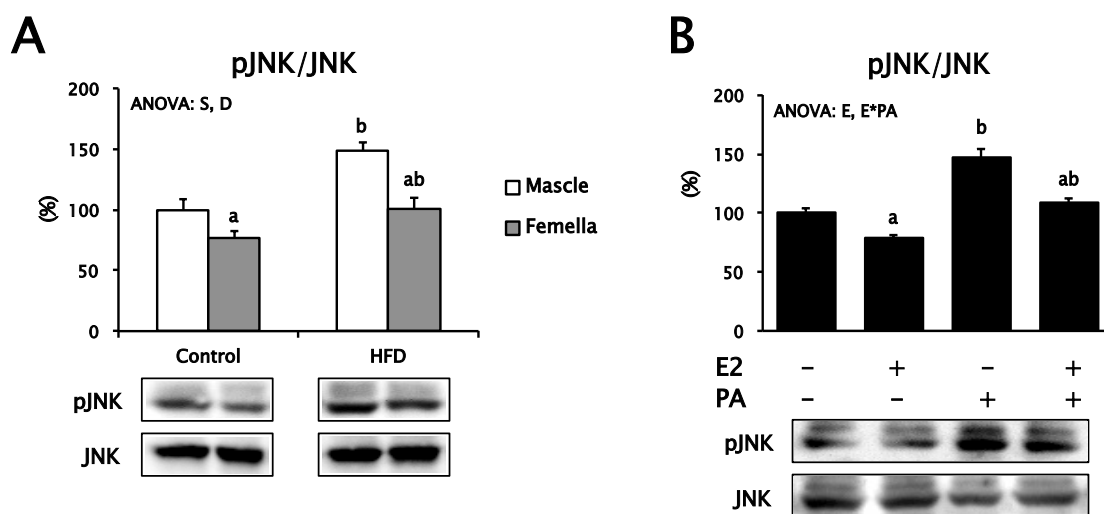 A
pJNK/JNK
ANOVA: S, D
200
150
100
50
0
(%)
a
b
ab
Mascle
Femella
Control
HFD
pJNK
JNK
B
pJNK/JNK
ANOVA: E, E*PA
200
150
100
50
0
(%)
a
b
ab
E2 – + – +
PA – – + +
pJNK
JNK